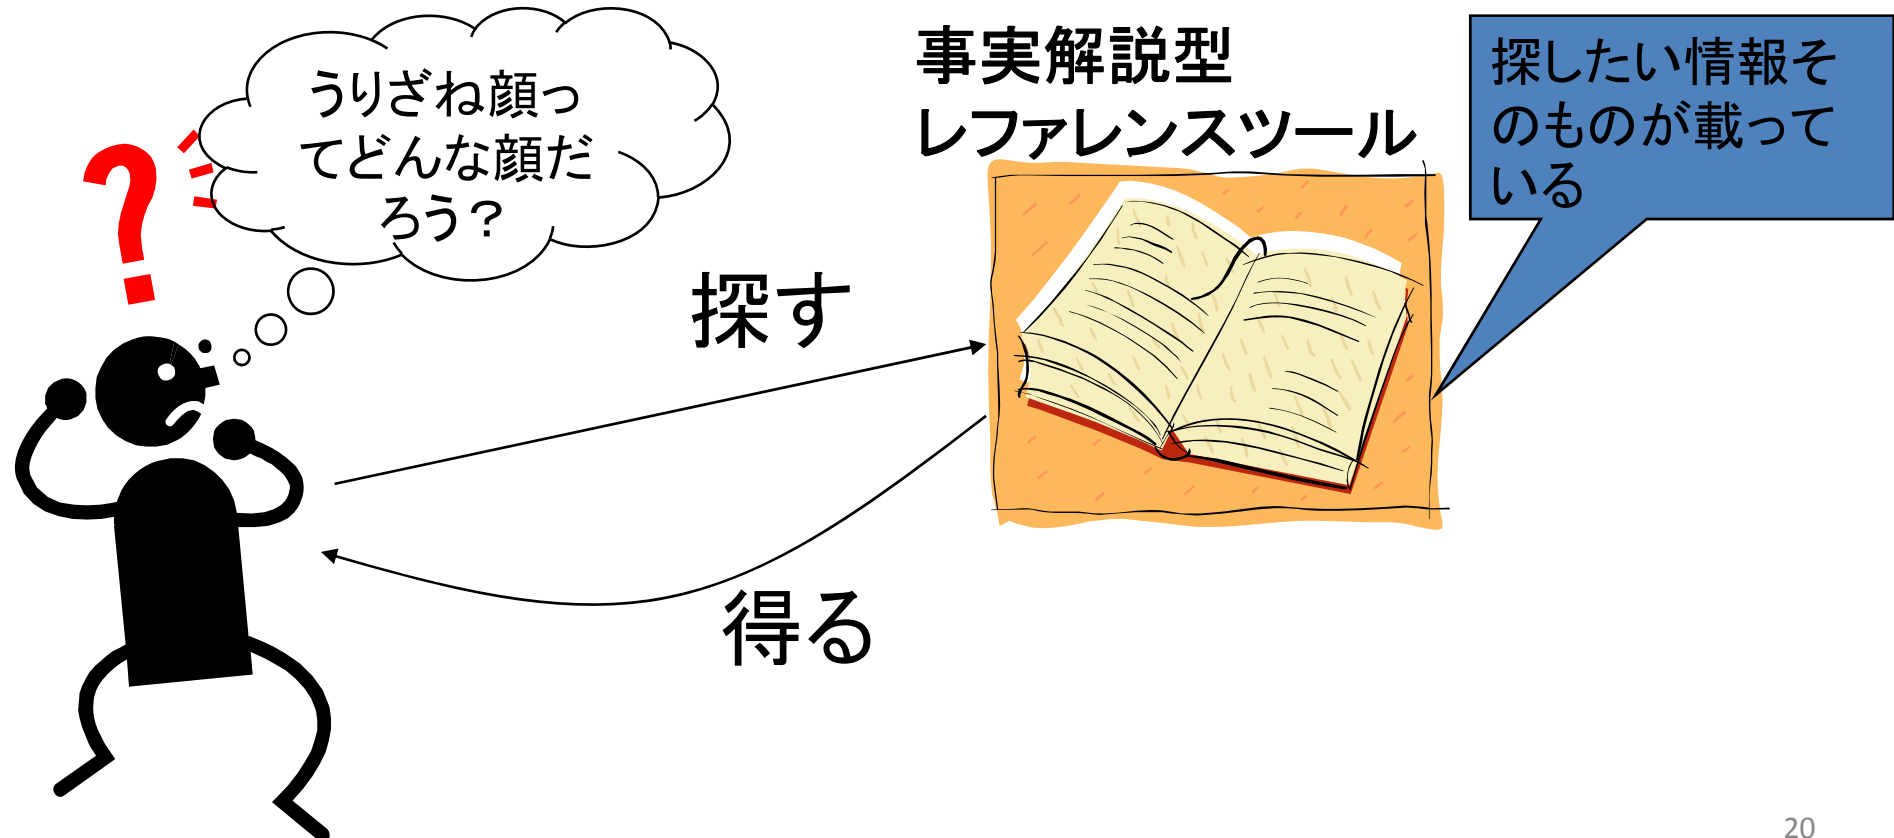 うりざね顔っ
てどんな顔だ
ろう？
事実解説型
レファレンスツール
探したい情報そ
のものが載って
いる
探す
得る
20